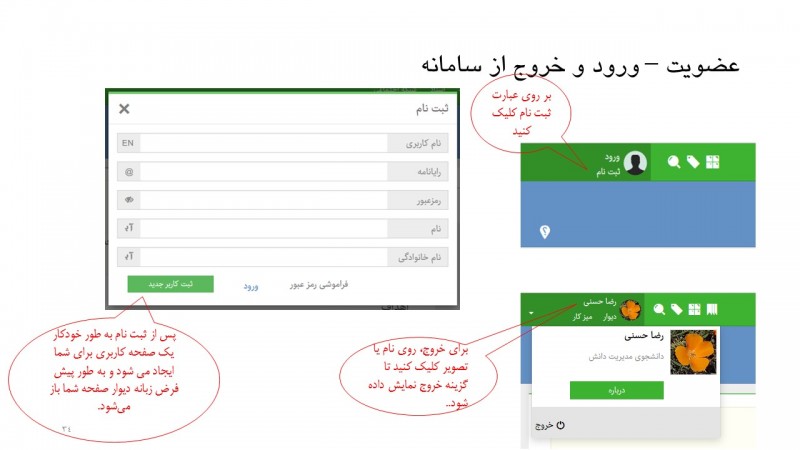 عضویت – ورود و خروج از سامانه
بر روی عبارت
ثبت نام کلیک
کنید
ورود
ثبت نام
؟
ثبت نام
نام کاربری
EN
رایانامه
@
رمزعبور
نام
آ
نام خانوادگی
آ
فراموشی رمز عبور
ورود
ثبت کاربر جدید
اهداف
پس از ثبت نام به طور خودکار
یک صفحه کاربری برای شما
ایجاد می شود و به طور پیش
فرض زبانه دیوار صفحه شما باز
می‌شود.
رضا حسنی
دیوار میز کار
رضا حسنی
دانشجوی مدیریت دانش
درباره
خروج
برای خروج، روی نام یا
تصویر کلیک کنید تا
گزینه خروج نمایش داده
شود..
٣٤